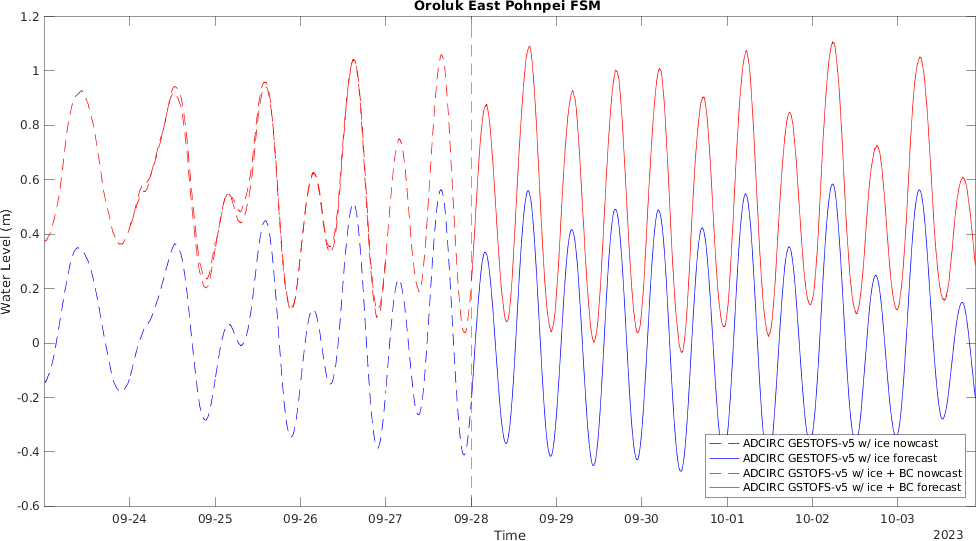 Oroluk East Pohnpei FSM
1.2
1
0.8
0.6
0.4
0.2
0
-0.2
-0.4
-0.6
Water Level (m)
ADCIRC GESTOFS-v5 w/ ice nowcast
ADCIRC GESTOFS-v5 w/ ice forecast
ADCIRC GSTOFS-v5 w/ ice + BC nowcast
ADCIRC GSTOFS-v5 w/ ice + BC forecast
09-24 09-25 09-26 09-27 09-28 09-29 09-30 10-01 10-02 10-03
Time
2023